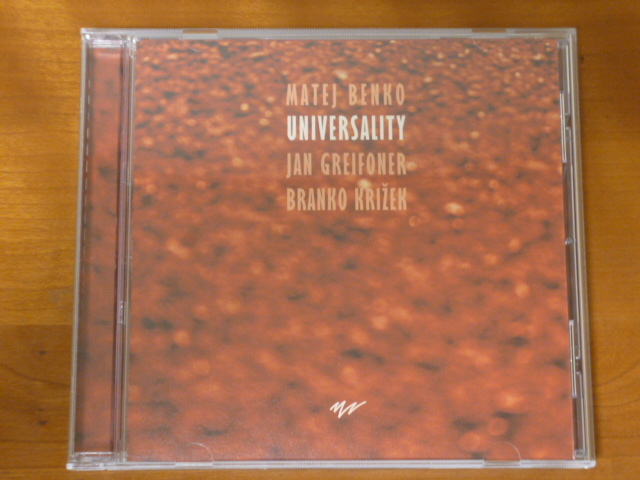 MATEJ BENKO
UNIVERSALITY
JAN GREIFONER
BRANKO KRIŽEK